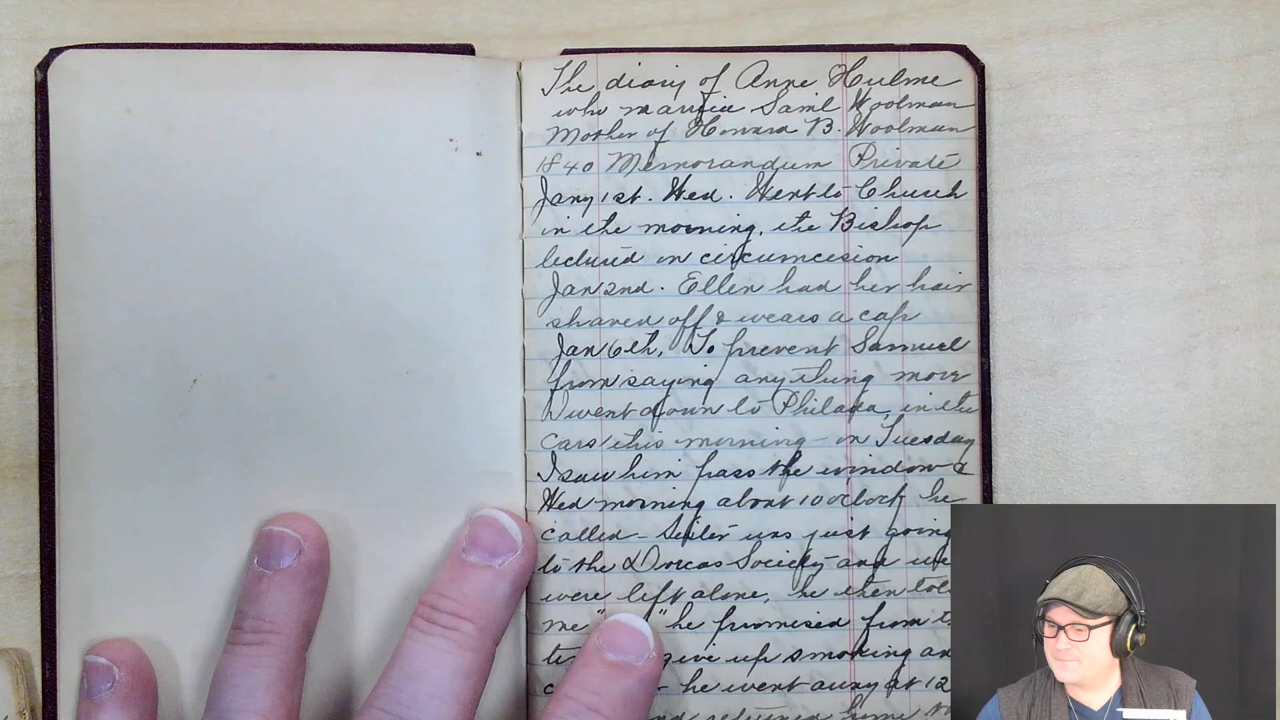 The diary of Anne Hulme
who married Saml Woolman
Mother of Howard B. Woolman
1840 Memorandum Private
Jany 1st. Wed. Went to Church
in the morning, the Bishop
lectured on circumcision
Jan 2nd. Ellen had her hair
shaved off & wears a cap
Jan 6th, To prevent Samuel
from saying anything more
I went down to Philada, in the
cars this morning - on Tuesday
I saw him pass the window &
Wed morning about 10 oclock he
called - Sister was just going
to the Dorcas Society and we
were left alone, he then told
me " " he promised from
give up smoking an
- he went away at 12
nd returned home